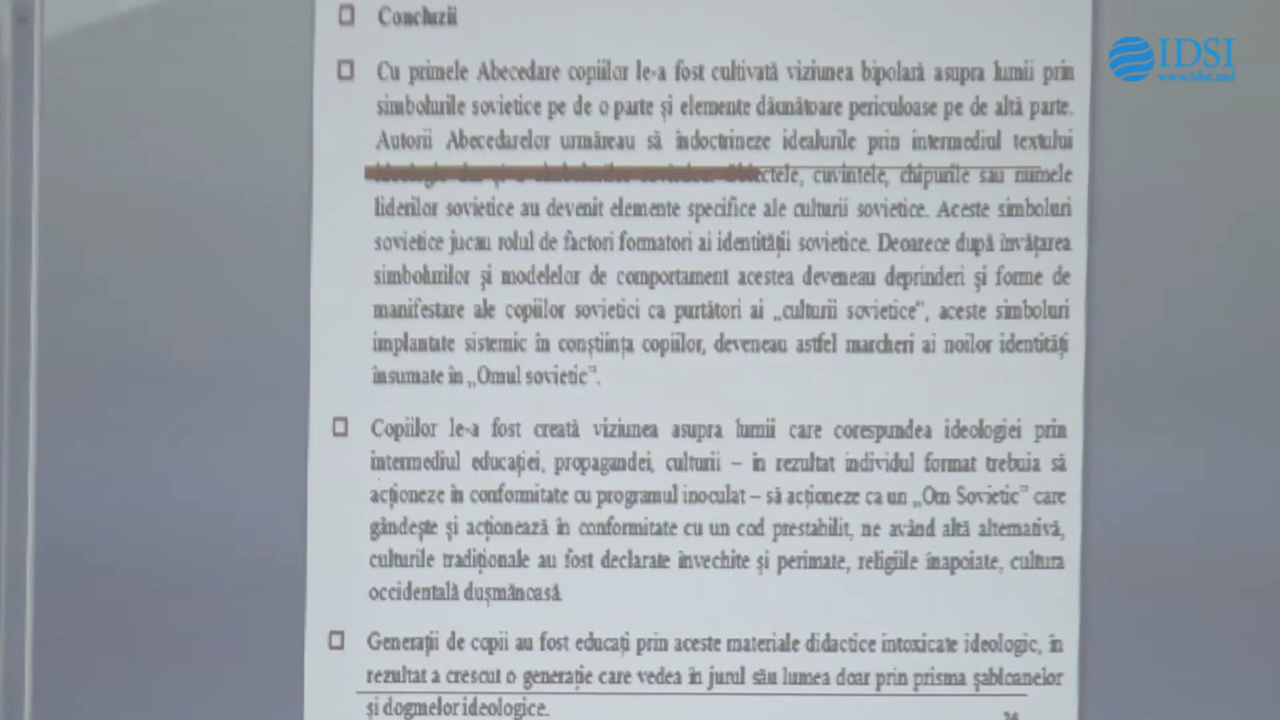 Concluzii
IDSI
www.idsi.md
Cu primele Abecedare copiilor le-a fost cultivată viziunea bipolară asupra lumii prin
simbolurile sovietice pe de o parte și elemente dăunătoare periculoase pe de altă parte.
Autorii Abecedarelor urmăreau să îndoctrineze idealurile prin intermediul textului
cuvintele, chipurile sau numele
liderilor sovietice au devenit elemente specifice ale culturii sovietice. Aceste simboluri
sovietice jucau rolul de factori formatori ai identității sovietice. Deoarece după învățarea
simbolurilor și modelelor de comportament acestea deveneau deprinderi și forme de
manifestare ale copiilor sovietici ca purtători ai „culturii sovietice", aceste simboluri
implantate sistemic în conștiința copiilor, deveneau astfel marcheri ai noilor identități
însumate în „Omul sovietic".
Copiilor le-a fost creată viziunea asupra lumii care corespundea ideologiei prin
intermediul educației, propagandei, culturii – în rezultat individul format trebuia să
acționeze în conformitate cu programul inoculat – să acționeze ca un „Om Sovietic" care
gândește și acționează în conformitate cu un cod prestabilit, ne având altă alternativă,
culturile tradiționale au fost declarate învechite și perimate, religiile înapoiate, cultura
occidentală dușmănoasă
Generații de copii au fost educați prin aceste materiale didactice intoxicate ideologic, în
rezultat a crescut o generație care vedea în jurul său lumea doar prin prisma șabloanelor
și dogmelor ideologice.